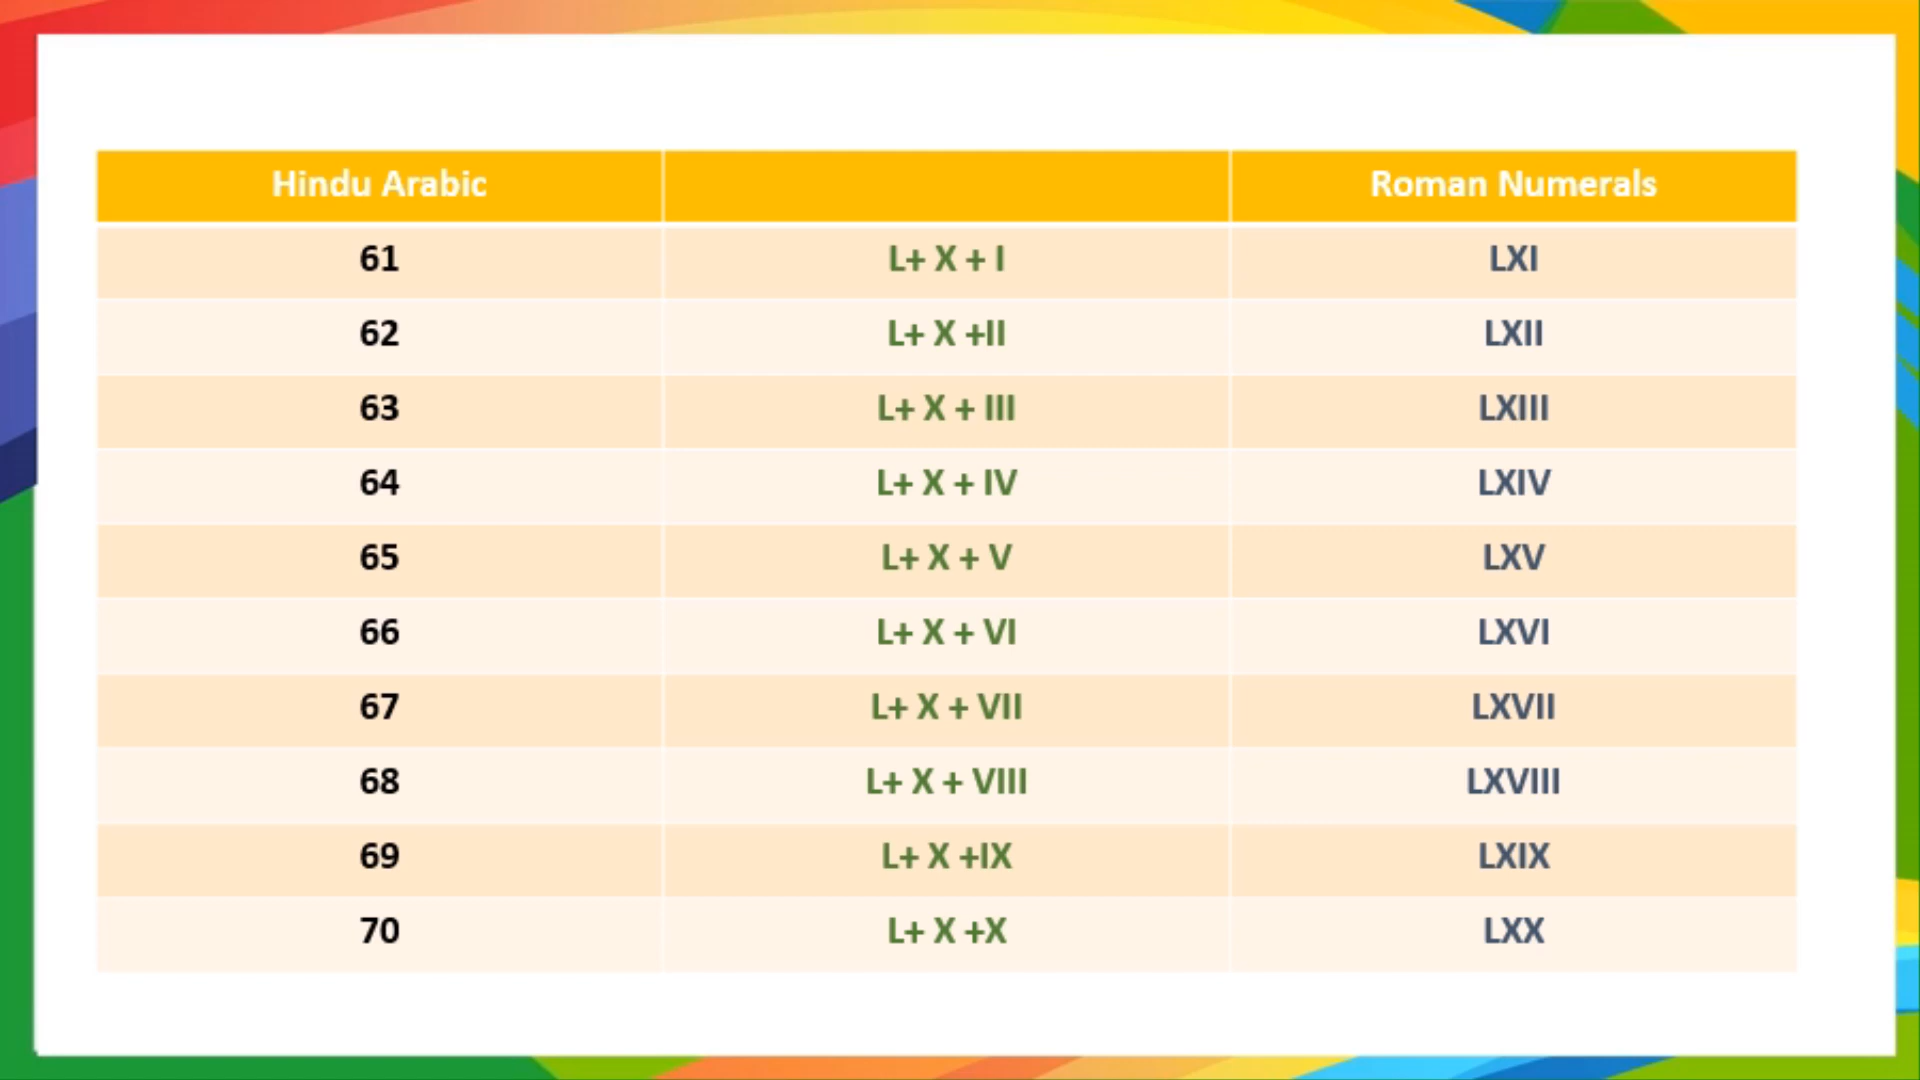 Hindu Arabic Roman Numerals
61 L+ X + I LXI
62 L+ X +II LXII
63 L+ X + III LXIII
64 L+ X + IV LXIV
65 L+ X + V LXV
66 L+ X + VI LXVI
67 L+ X + VII LXVII
68 L+ X + VIII LXVIII
69 L+ X +IX LXIX
70 L+ X +X LXX